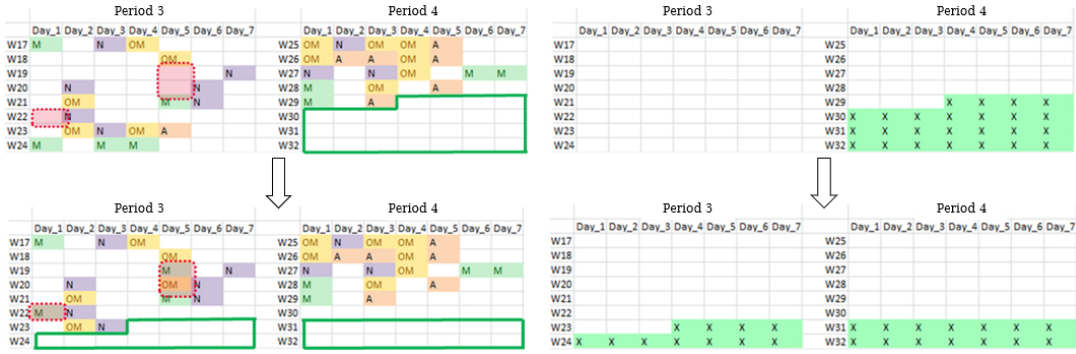 Period 3 Period 4 Period 3 Period 4
Day_1 Day_2 Day_3 Day_4 Day_5 Day_6 Day_7 Day_1 Day_2 Day_3 Day_4 Day_5 Day_6 Day_7 Day_1 Day_2 Day_3 Day_4 Day_5 Day_6 Day_7 Day_1 Day_2 Day_3 Day_4 Day_5 Day_6 Day_7
W17 M N OM W25 OM N OM OM A W17 W25
W18 OM W26 OM A A OM A W18 W26
W19 N W27 N N OM M M W19 W27
W20 N N W28 M OM A W20 W28
W21 OM M N W29 M A W21 W29 X X X X
W22 N W30 W22 W30 X X X X X X X
W23 OM N OM A W31 W23 W31 X X X X X X X
W24 M M M W32 W24 W32 X X X X X X X
Period 3 Period 4 Period 3 Period 4
Day_1 Day_2 Day_3 Day_4 Day_5 Day_6 Day_7 Day_1 Day_2 Day_3 Day_4 Day_5 Day_6 Day_7 Day_1 Day_2 Day_3 Day_4 Day_5 Day_6 Day_7 Day_1 Day_2 Day_3 Day_4 Day_5 Day_6 Day_7
W17 M N OM W25 OM N OM OM A W17 W25
W18 OM W26 OM A A OM A W18 W26
W19 M N W27 N N OM M M W19 W27
W20 N OM N W28 M OM A W20 W28
W21 OM M N W29 M A W21 W29
W22 M N W30 W22 W30
W23 OM N W31 W23 X X X X W31 X X X X X X X
W24 W32 W24 X X X X X X X W32 X X X X X X X